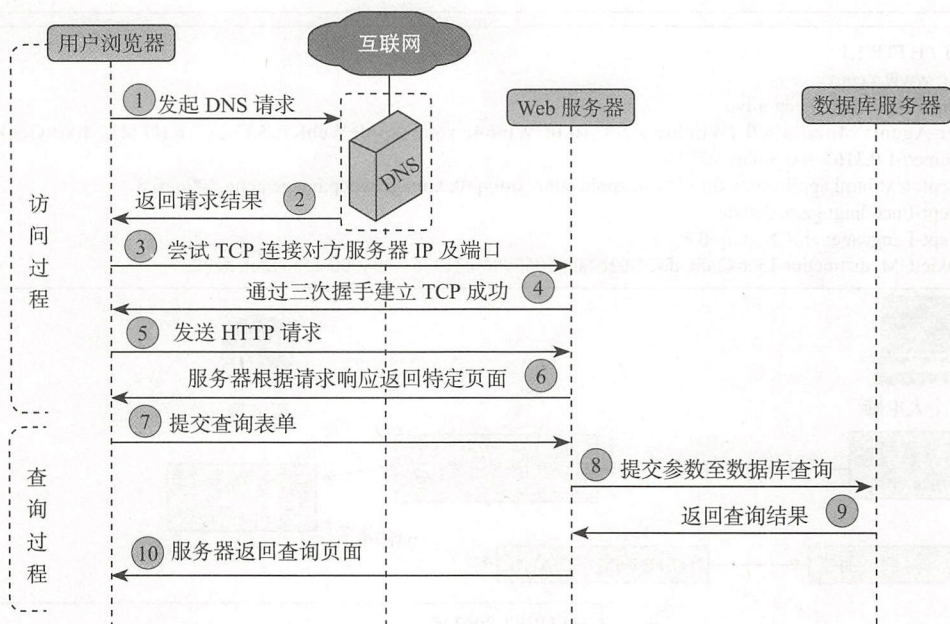 用户浏览器
互联网
Web 服务器
数据库服务器
DNS
访问过程
1 发起 DNS 请求
返回请求结果 2
3 尝试 TCP 连接对方服务器 IP 及端口
通过三次握手建立 TCP 成功 4
5 发送 HTTP 请求
服务器根据请求响应返回特定页面 6
查询过程
7 提交查询表单
8 提交参数至数据库查询
返回查询结果 9
10 服务器返回查询页面